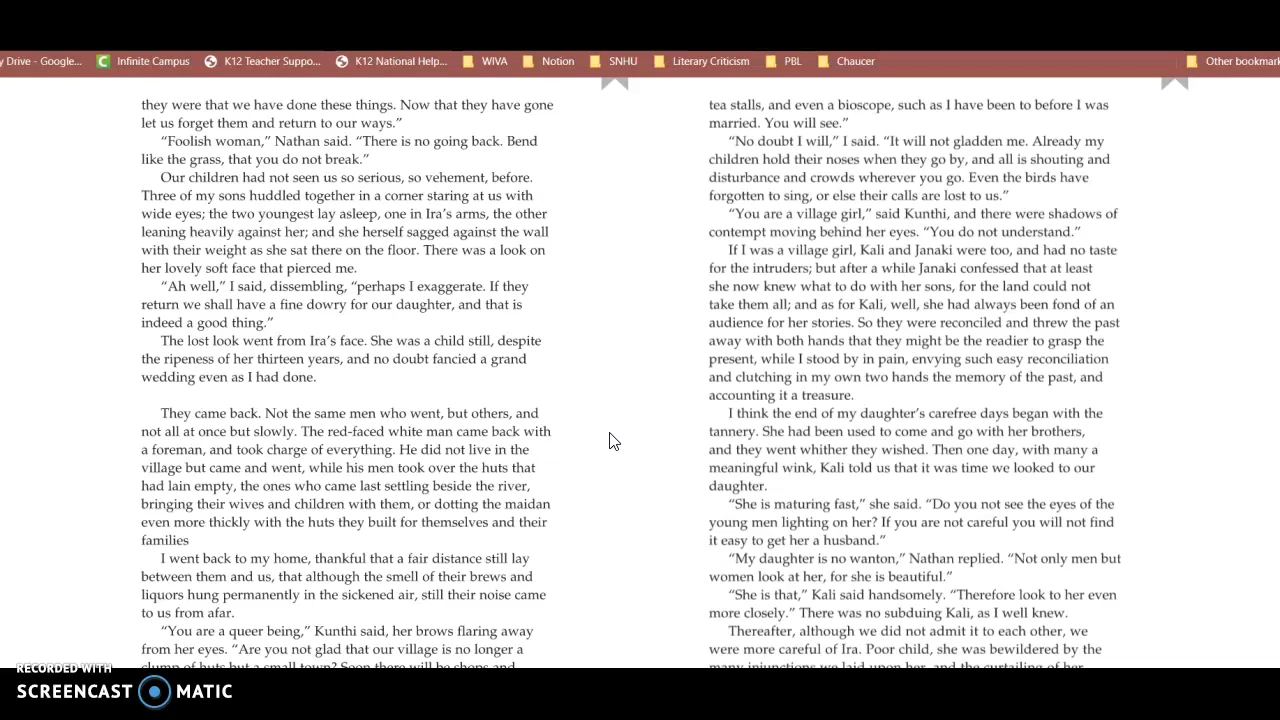 y Drive - Google...
Infinite Campus
K12 Teacher Suppo...
K12 National Help...
WIVA
Notion
SNHU
Literary Criticism
PBL
Chaucer
Other bookmark
they were that we have done these things. Now that they have gone
let us forget them and return to our ways.”
“Foolish woman,” Nathan said. “There is no going back. Bend
like the grass, that you do not break.”
Our children had not seen us so serious, so vehement, before.
Three of my sons huddled together in a corner staring at us with
wide eyes; the two youngest lay asleep, one in Ira’s arms, the other
leaning heavily against her; and she herself sagged against the wall
with their weight as she sat there on the floor. There was a look on
her lovely soft face that pierced me.
“Ah well,” I said, dissembling, “perhaps I exaggerate. If they
return we shall have a fine dowry for our daughter, and that is
indeed a good thing.”
The lost look went from Ira’s face. She was a child still, despite
the ripeness of her thirteen years, and no doubt fancied a grand
wedding even as I had done.
They came back. Not the same men who went, but others, and
not all at once but slowly. The red-faced white man came back with
a foreman, and took charge of everything. He did not live in the
village but came and went, while his men took over the huts that
had lain empty, the ones who came last settling beside the river,
bringing their wives and children with them, or dotting the maidan
even more thickly with the huts they built for themselves and their
families
I went back to my home, thankful that a fair distance still lay
between them and us, that although the smell of their brews and
liquors hung permanently in the sickened air, still their noise came
to us from afar.
“You are a queer being,” Kunthi said, her brows flaring away
from her eyes. “Are you not glad that our village is no longer a
clump of huts but a small town? Soon there will be shops and
tea stalls, and even a bioscope, such as I have been to before I was
married. You will see.”
“No doubt I will,” I said. “It will not gladden me. Already my
children hold their noses when they go by, and all is shouting and
disturbance and crowds wherever you go. Even the birds have
forgotten to sing, or else their calls are lost to us.”
“You are a village girl,” said Kunthi, and there were shadows of
contempt moving behind her eyes. “You do not understand.”
If I was a village girl, Kali and Janaki were too, and had no taste
for the intruders; but after a while Janaki confessed that at least
she now knew what to do with her sons, for the land could not
take them all; and as for Kali, well, she had always been fond of an
audience for her stories. So they were reconciled and threw the past
away with both hands that they might be the readier to grasp the
present, while I stood by in pain, envying such easy reconciliation
and clutching in my own two hands the memory of the past, and
accounting it a treasure.
I think the end of my daughter’s carefree days began with the
tannery. She had been used to come and go with her brothers,
and they went whither they wished. Then one day, with many a
meaningful wink, Kali told us that it was time we looked to our
daughter.
“She is maturing fast,” she said. “Do you not see the eyes of the
young men lighting on her? If you are not careful you will not find
it easy to get her a husband.”
“My daughter is no wanton,” Nathan replied. “Not only men but
women look at her, for she is beautiful.”
“She is that,” Kali said handsomely. “Therefore look to her even
more closely.” There was no subduing Kali, as I well knew.
Thereafter, although we did not admit it to each other, we
were more careful of Ira. Poor child, she was bewildered by the
many injunctions we laid upon her, and the curtailing of her
RECORDED WITH
SCREENCAST MATIC